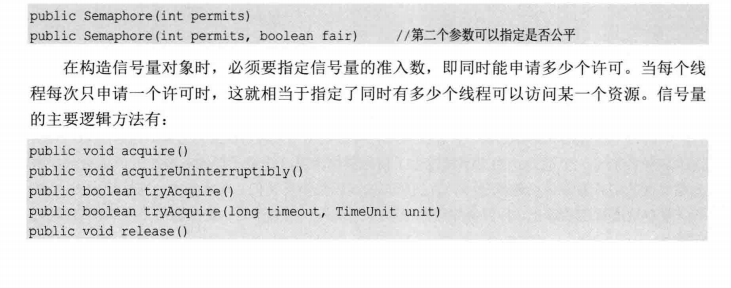 public Semaphore(int permits)
public Semaphore(int permits, boolean fair)    //第二个参数可以指定是否公平
在构造信号量对象时，必须要指定信号量的准入数，即同时能申请多少个许可。当每个线
程每次只申请一个许可时，这就相当于指定了同时有多少个线程可以访问某一个资源。信号量
的主要逻辑方法有：
public void acquire()
public void acquireUninterruptibly()
public boolean tryAcquire()
public boolean tryAcquire(long timeout, TimeUnit unit)
public void release()